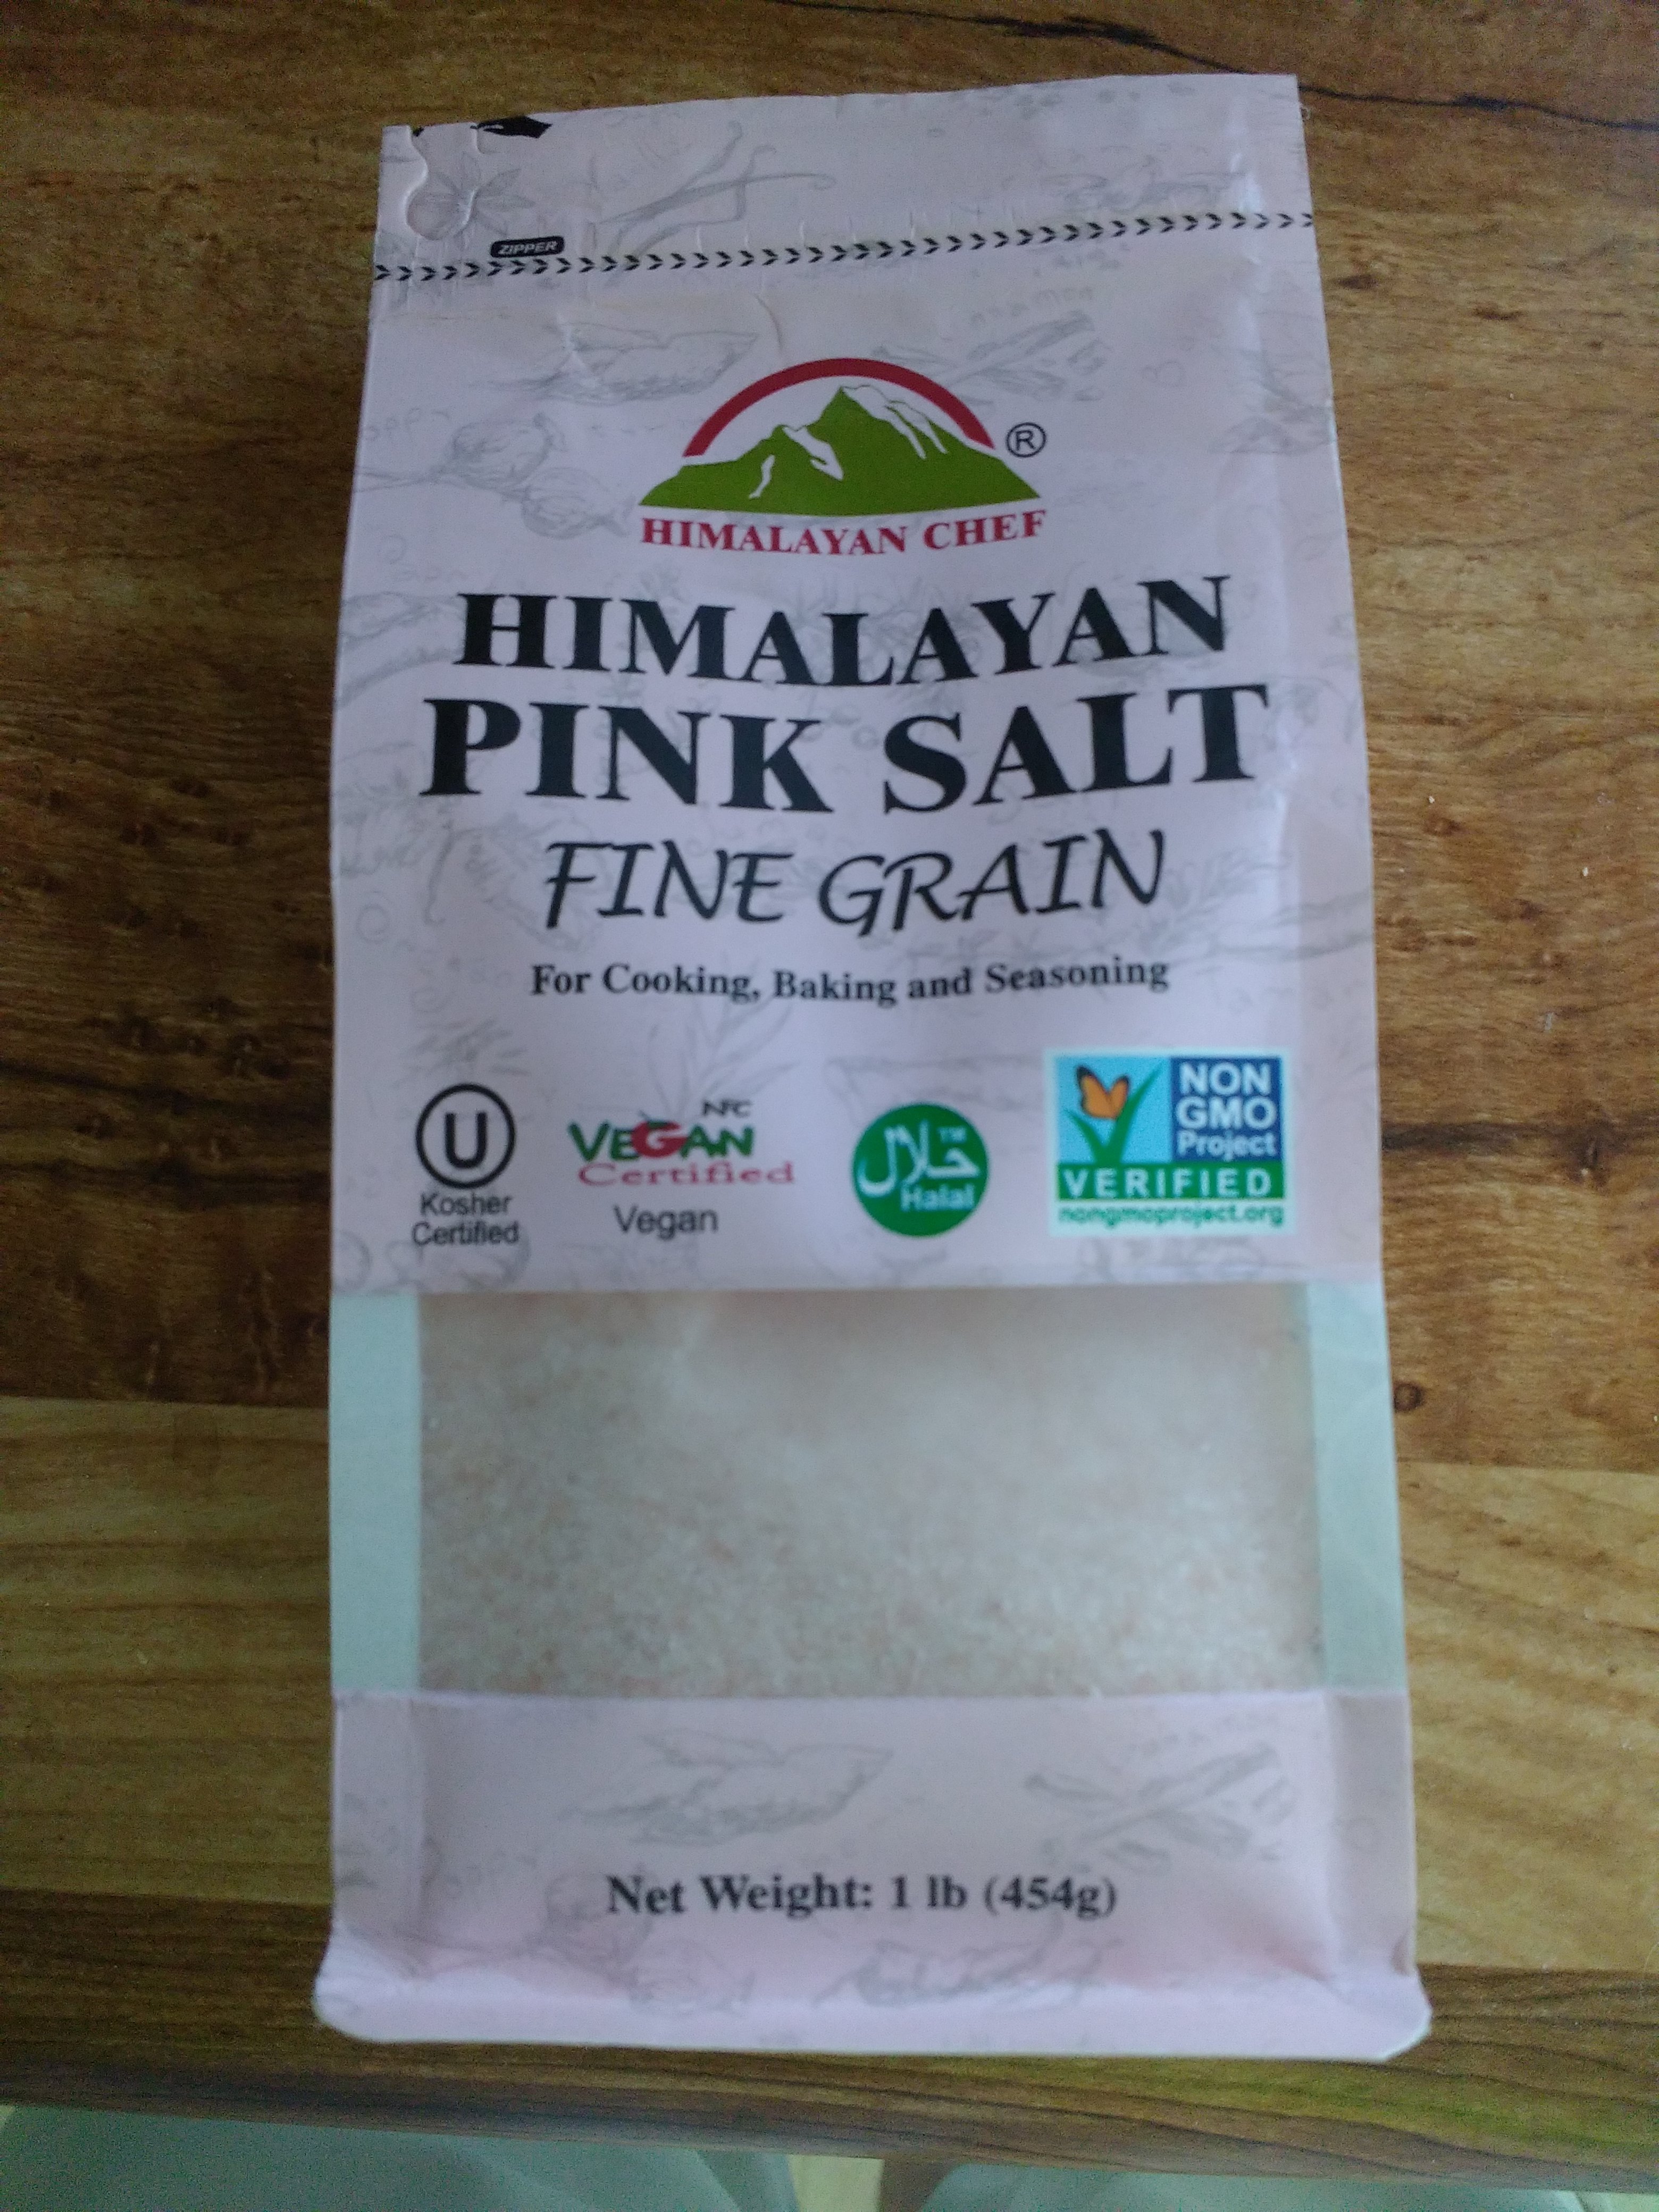 ZIPPER
®
HIMALAYAN CHEF
HIMALAYAN
PINK SALT
FINE GRAIN
For Cooking, Baking and Seasoning
U
Kosher
Certified
NFC
VEGAN
Certified
Vegan
حلال TM
Halal
NON
GMO
Project
VERIFIED
nongmoproject.org
Net Weight: 1 lb (454g)